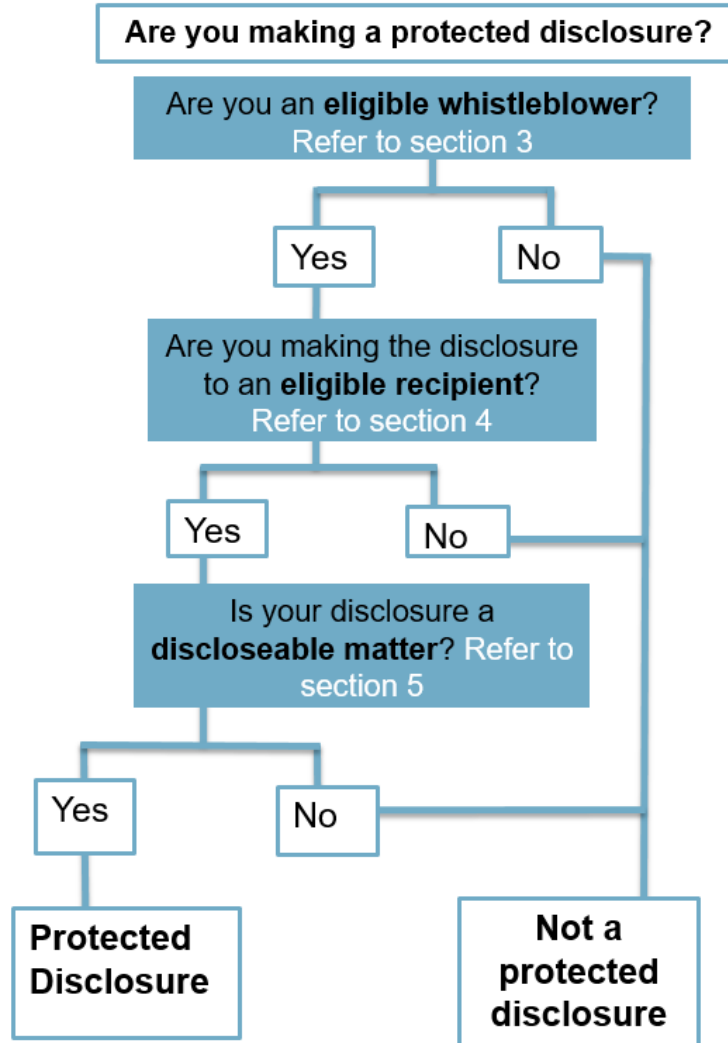 Are you making a protected disclosure?
Are you an eligible whistleblower?
Refer to section 3
Yes
No
Are you making the disclosure
to an eligible recipient?
Refer to section 4
Yes
No
Is your disclosure a
discloseable matter? Refer to
section 5
Yes
No
Protected
Disclosure
Not a
protected
disclosure